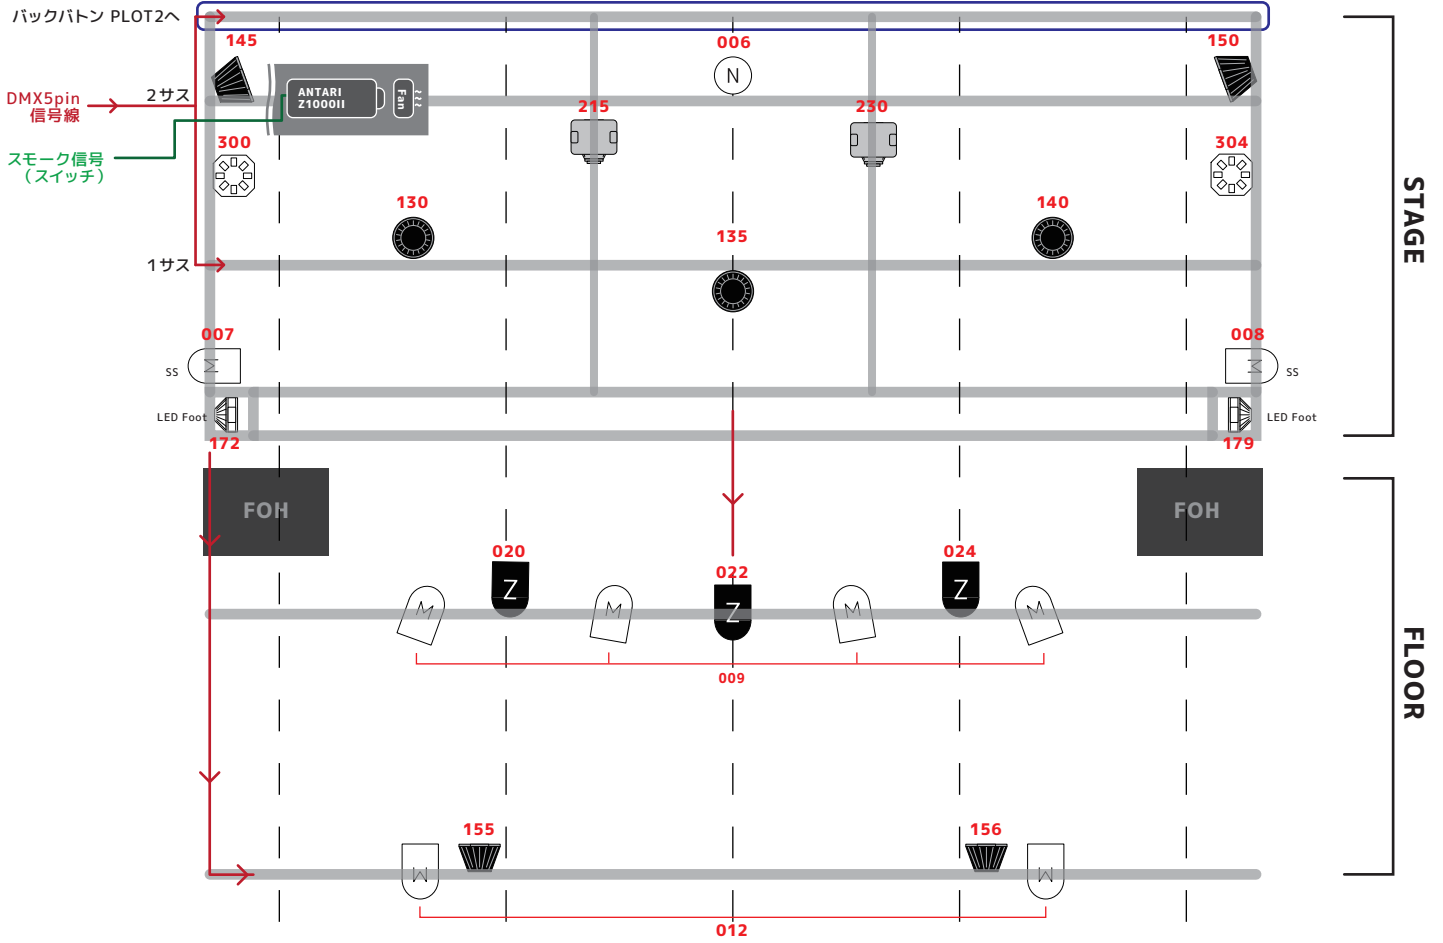 バックバトン PLOT2へ
145
006
150
DMX5pin
信号線
2サス
ANTARI
Z1000II
Fan
N
215
230
スモーク信号
（スイッチ）
300
304
130
140
135
1サス
STAGE
007
008
M
M
SS
SS
LED Foot
LED Foot
172
179
FOH
FOH
020
024
022
Z
Z
Z
M
M
M
M
009
FLOOR
155
156
M
M
012